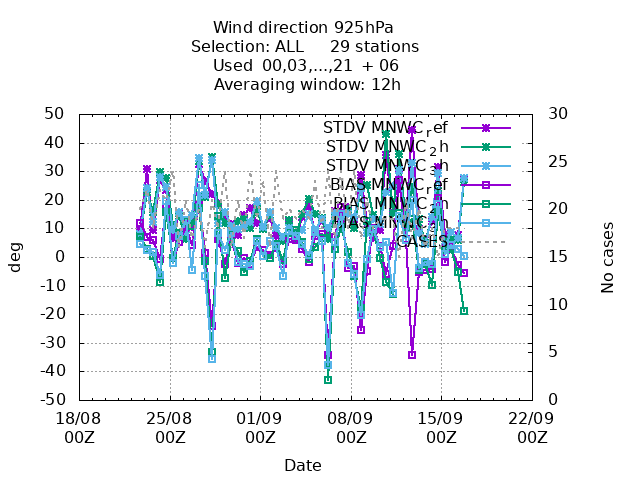 Wind direction 925hPa
Selection: ALL 29 stations
Used 00,03,...,21 + 06
Averaging window: 12h
STDV MNWC_ref
STDV MNWC_2h
STDV MNWC_3h
BIAS MNWC_ref
BIAS MNWC_2h
BIAS MNWC_3h
CASES
50
40
30
20
10
0
-10
-20
-30
-40
-50
deg
30
25
20
15
10
5
0
No cases
18/08 25/08 01/09 08/09 15/09 22/09
00Z 00Z 00Z 00Z 00Z 00Z
Date